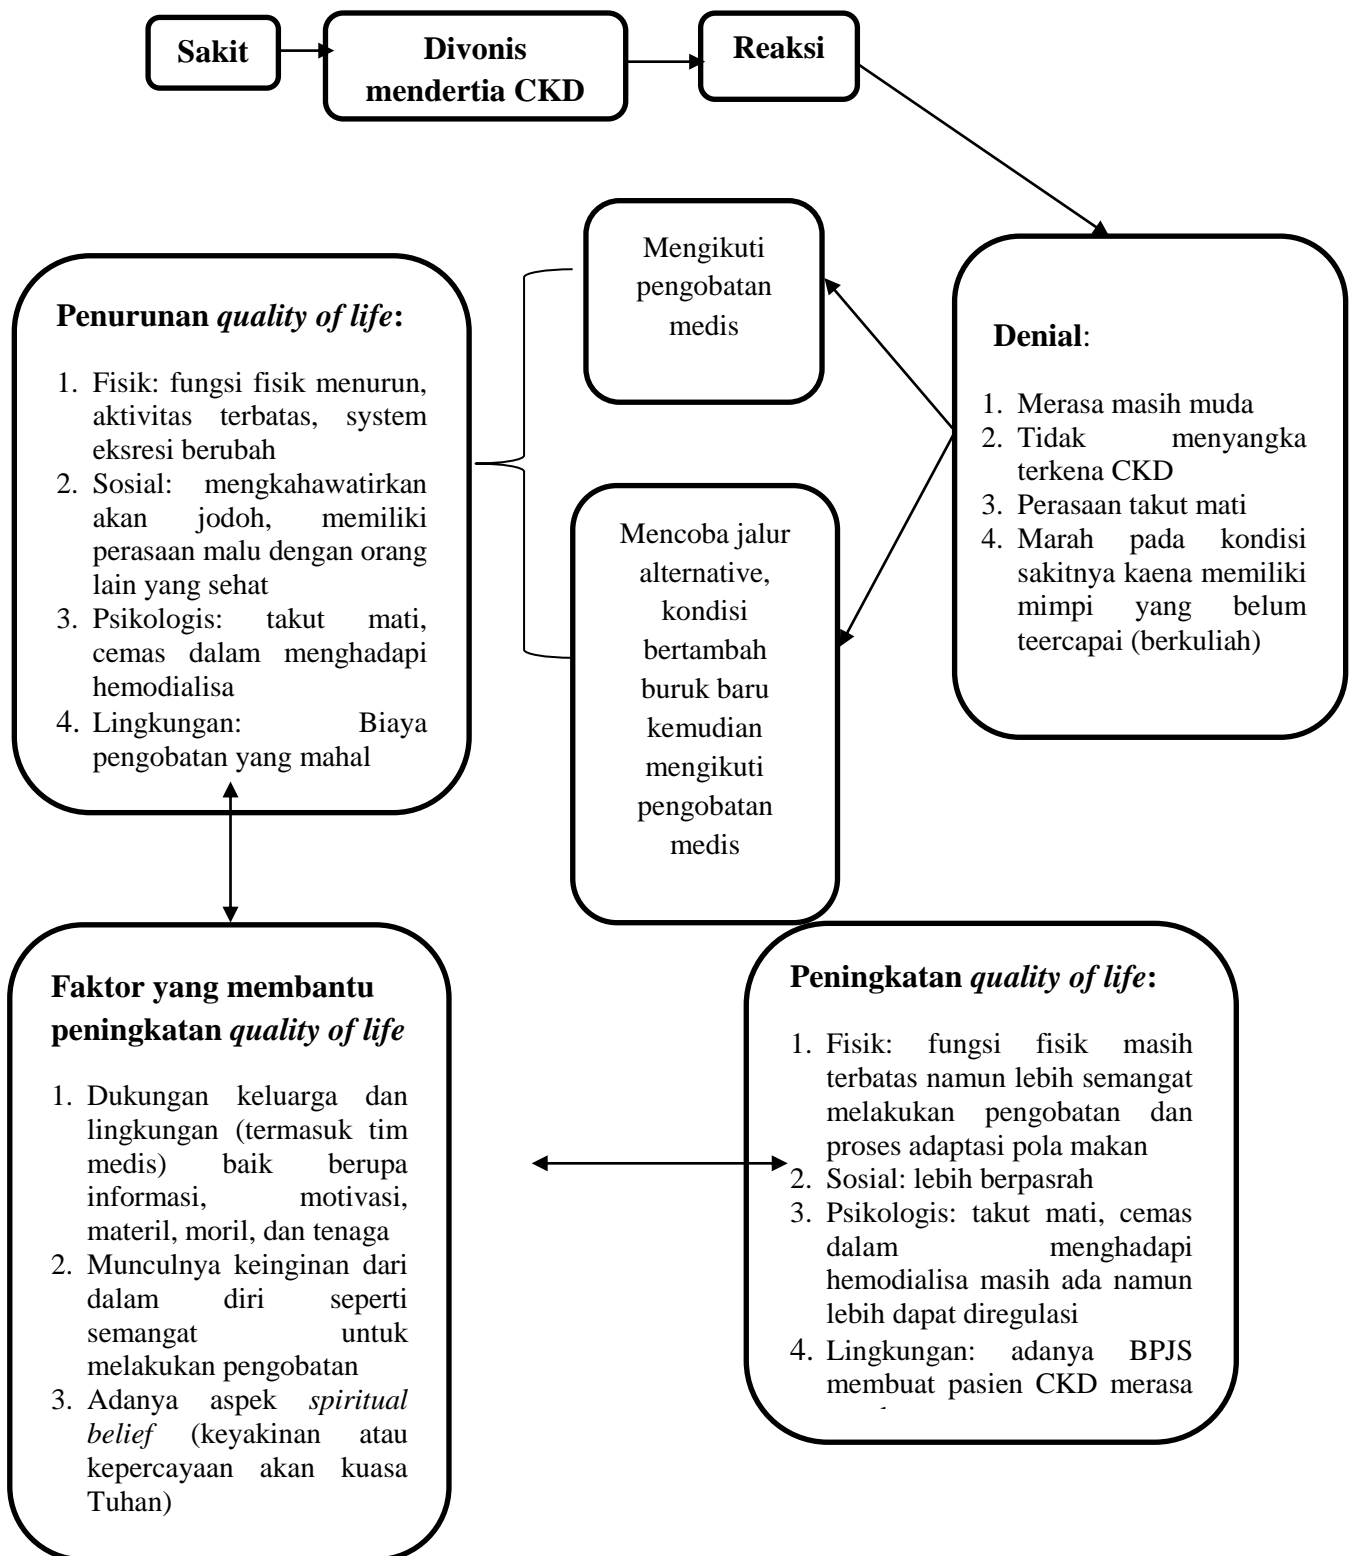 Sakit
Divonis
mendertia CKD
Reaksi
Mengikuti
pengobatan
medis
Denial:
1. Merasa masih muda
2. Tidak menyangka
terkena CKD
3. Perasaan takut mati
4. Marah pada kondisi
sakitnya kaena memiliki
mimpi yang belum
teercapai (berkuliah)
Penurunan quality of life:
1. Fisik: fungsi fisik menurun,
aktivitas terbatas, system
eksresi berubah
2. Sosial: mengkahawatirkan
akan jodoh, memiliki
perasaan malu dengan orang
lain yang sehat
3. Psikologis: takut mati,
cemas dalam menghadapi
hemodialisa
4. Lingkungan: Biaya
pengobatan yang mahal
Mencoba jalur
alternative,
kondisi
bertambah
buruk baru
kemudian
mengikuti
pengobatan
medis
Faktor yang membantu
peningkatan quality of life
1. Dukungan keluarga dan
lingkungan (termasuk tim
medis) baik berupa
informasi, motivasi,
materil, moril, dan tenaga
2. Munculnya keinginan dari
dalam diri seperti
semangat untuk
melakukan pengobatan
3. Adanya aspek spiritual
belief (keyakinan atau
kepercayaan akan kuasa
Tuhan)
Peningkatan quality of life:
1. Fisik: fungsi fisik masih
terbatas namun lebih semangat
melakukan pengobatan dan
proses adaptasi pola makan
2. Sosial: lebih berpasrah
3. Psikologis: takut mati, cemas
dalam menghadapi
hemodialisa masih ada namun
lebih dapat diregulasi
4. Lingkungan: adanya BPJS
membuat pasien CKD merasa